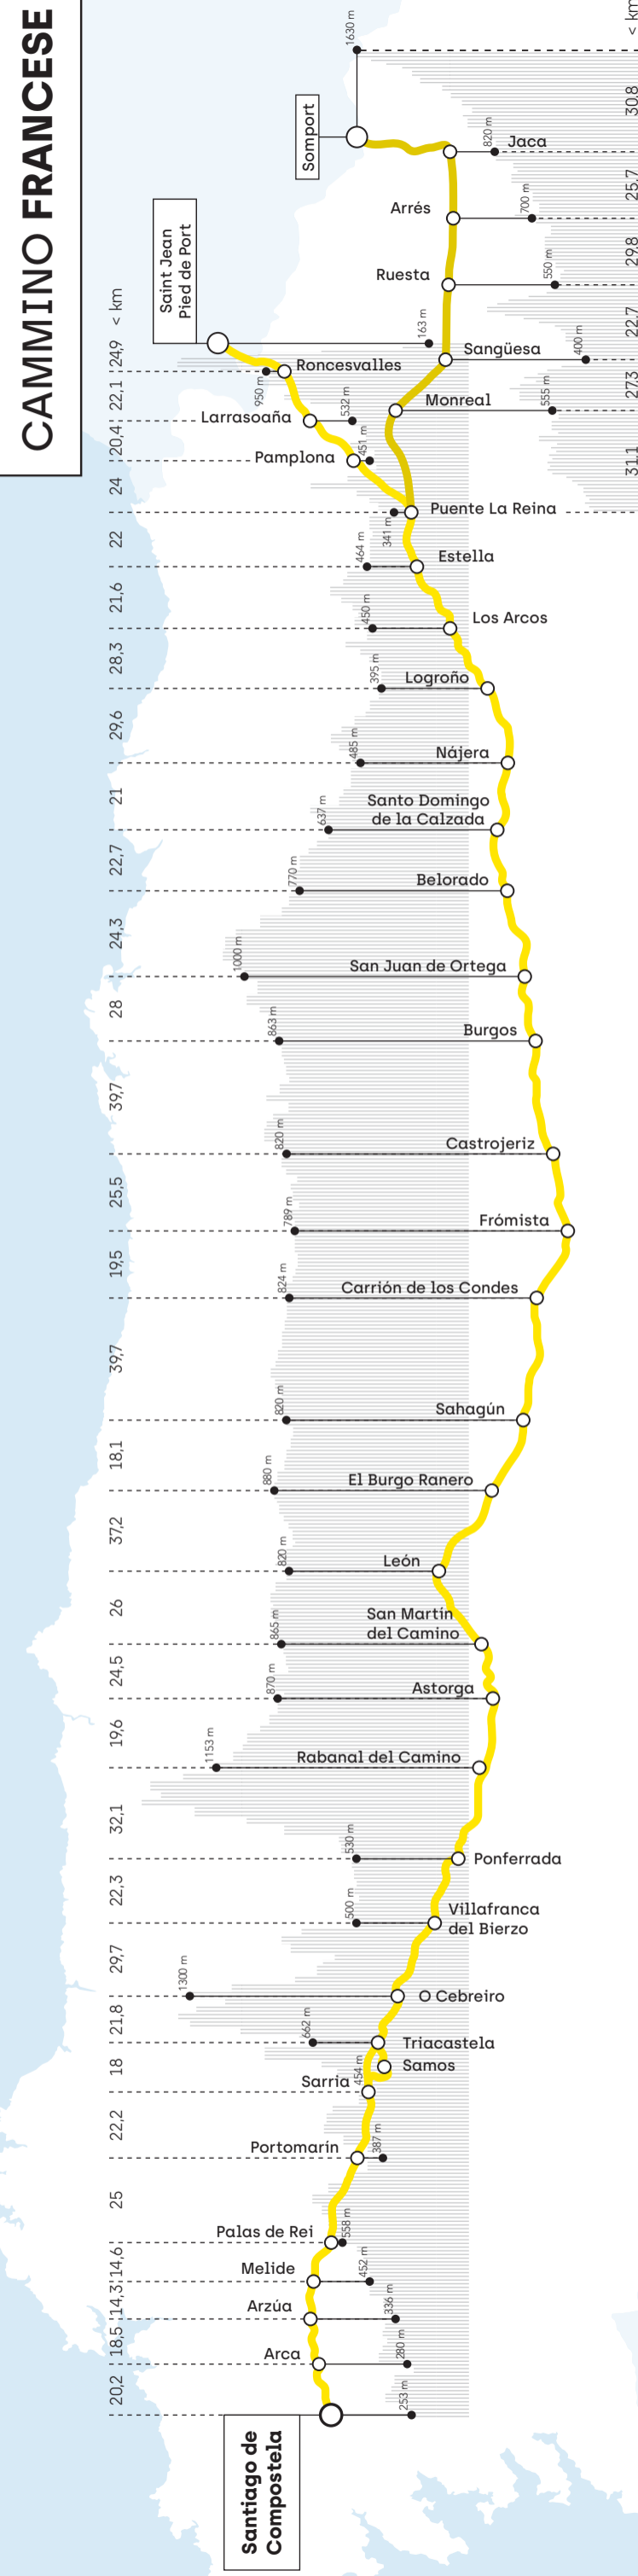 CAMMINO FRANCESE
Somport
1630 m
Saint Jean
Pied de Port
163 m
< km
24,9
Roncesvalles
950 m
22,1
Larrasoaña
532 m
20,4
Pamplona
451 m
24
Puente La Reina
341 m
< km
30,8
Jaca
820 m
25,7
Arrés
700 m
29,8
Ruesta
550 m
22,7
Sangüesa
400 m
27,3
Monreal
555 m
31,1
22
Estella
464 m
21,6
Los Arcos
450 m
28,3
Logroño
395 m
29,6
Nájera
485 m
21
Santo Domingo
de la Calzada
637 m
22,7
Belorado
770 m
24,3
San Juan de Ortega
1000 m
28
Burgos
863 m
39,7
Castrojeriz
820 m
25,5
Frómista
789 m
19,5
Carrión de los Condes
824 m
39,7
Sahagún
820 m
18,1
El Burgo Ranero
880 m
37,2
León
820 m
26
San Martín
del Camino
865 m
24,5
Astorga
870 m
19,6
Rabanal del Camino
1153 m
32,1
Ponferrada
530 m
22,3
Villafranca
del Bierzo
500 m
29,7
O Cebreiro
1300 m
21,8
Triacastela
662 m
Samos
18
Sarria
454 m
22,2
Portomarín
387 m
25
Palas de Rei
558 m
14,6
Melide
452 m
14,3
Arzúa
336 m
18,5
Arca
280 m
20,2
Santiago de
Compostela
253 m